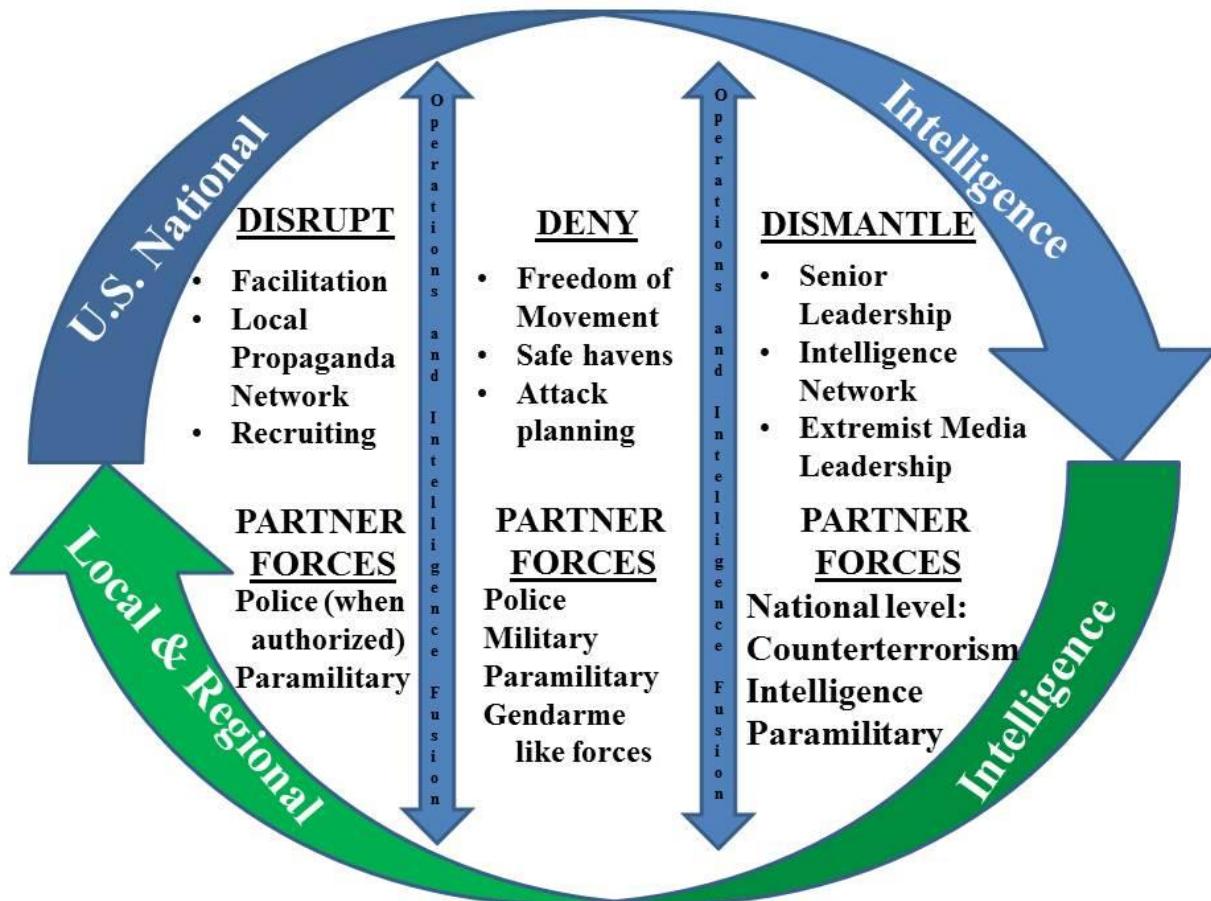 U.S. National
Intelligence
DISRUPT
• Facilitation
• Local
Propaganda
Network
• Recruiting
PARTNER
FORCES
Police (when
authorized)
Paramilitary
Operations and Intelligence Fusion
DENY
• Freedom of
Movement
• Safe havens
• Attack
planning
PARTNER
FORCES
Police
Military
Paramilitary
Gendarme
like forces
Operations and Intelligence Fusion
DISMANTLE
• Senior
Leadership
• Intelligence
Network
• Extremist Media
Leadership
PARTNER
FORCES
National level:
Counterterrorism
Intelligence
Paramilitary
Local & Regional
Intelligence